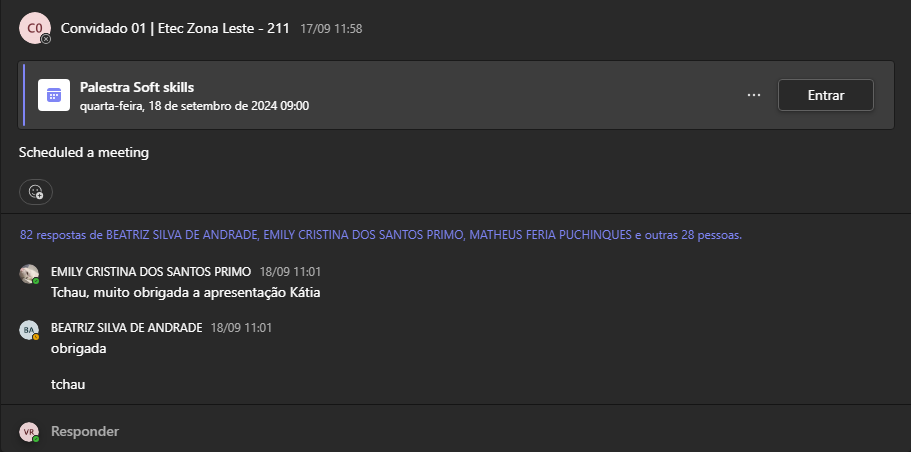 C0
Convidado 01 | Etec Zona Leste - 211 17/09 11:58
Palestra Soft skills
quarta-feira, 18 de setembro de 2024 09:00
... Entrar
Scheduled a meeting
82 respostas de BEATRIZ SILVA DE ANDRADE, EMILY CRISTINA DOS SANTOS PRIMO, MATHEUS FERIA PUCHINQUES e outras 28 pessoas.
EMILY CRISTINA DOS SANTOS PRIMO 18/09 11:01
Tchau, muito obrigada a apresentação Kátia
BA BEATRIZ SILVA DE ANDRADE 18/09 11:01
obrigada
tchau
VR Responder